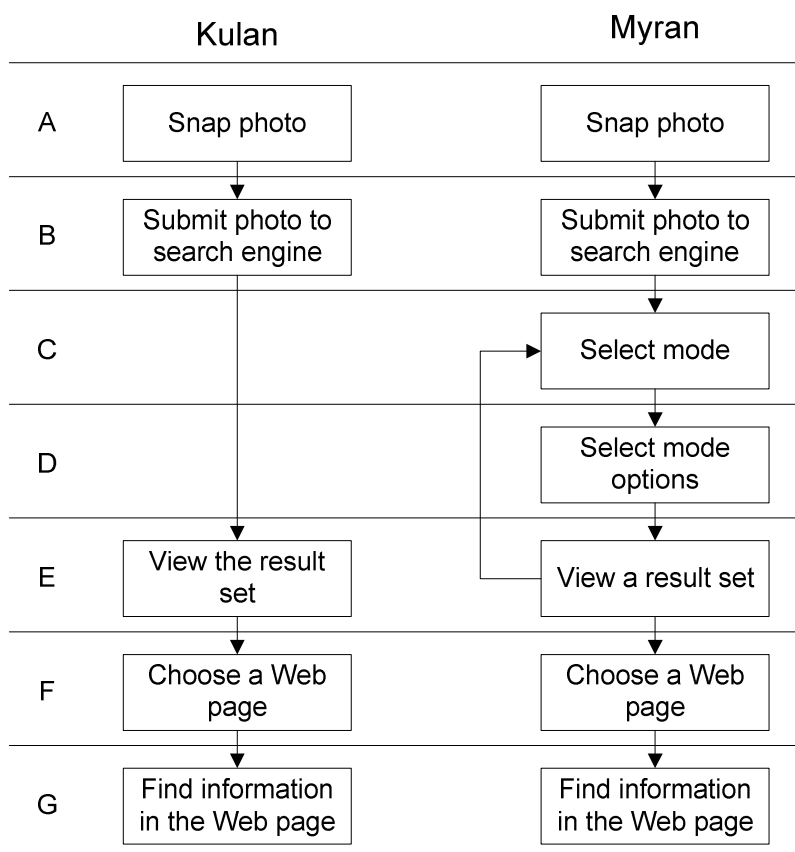 Kulan
Myran
A
Snap photo
Snap photo
B
Submit photo to
search engine
Submit photo to
search engine
C
Select mode
D
Select mode
options
E
View the result
set
View a result set
F
Choose a Web
page
Choose a Web
page
G
Find information
in the Web page
Find information
in the Web page